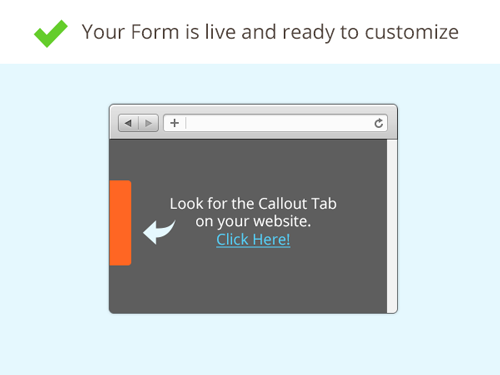 Your Form is live and ready to customize
Look for the Callout Tab
on your website.
Click Here!